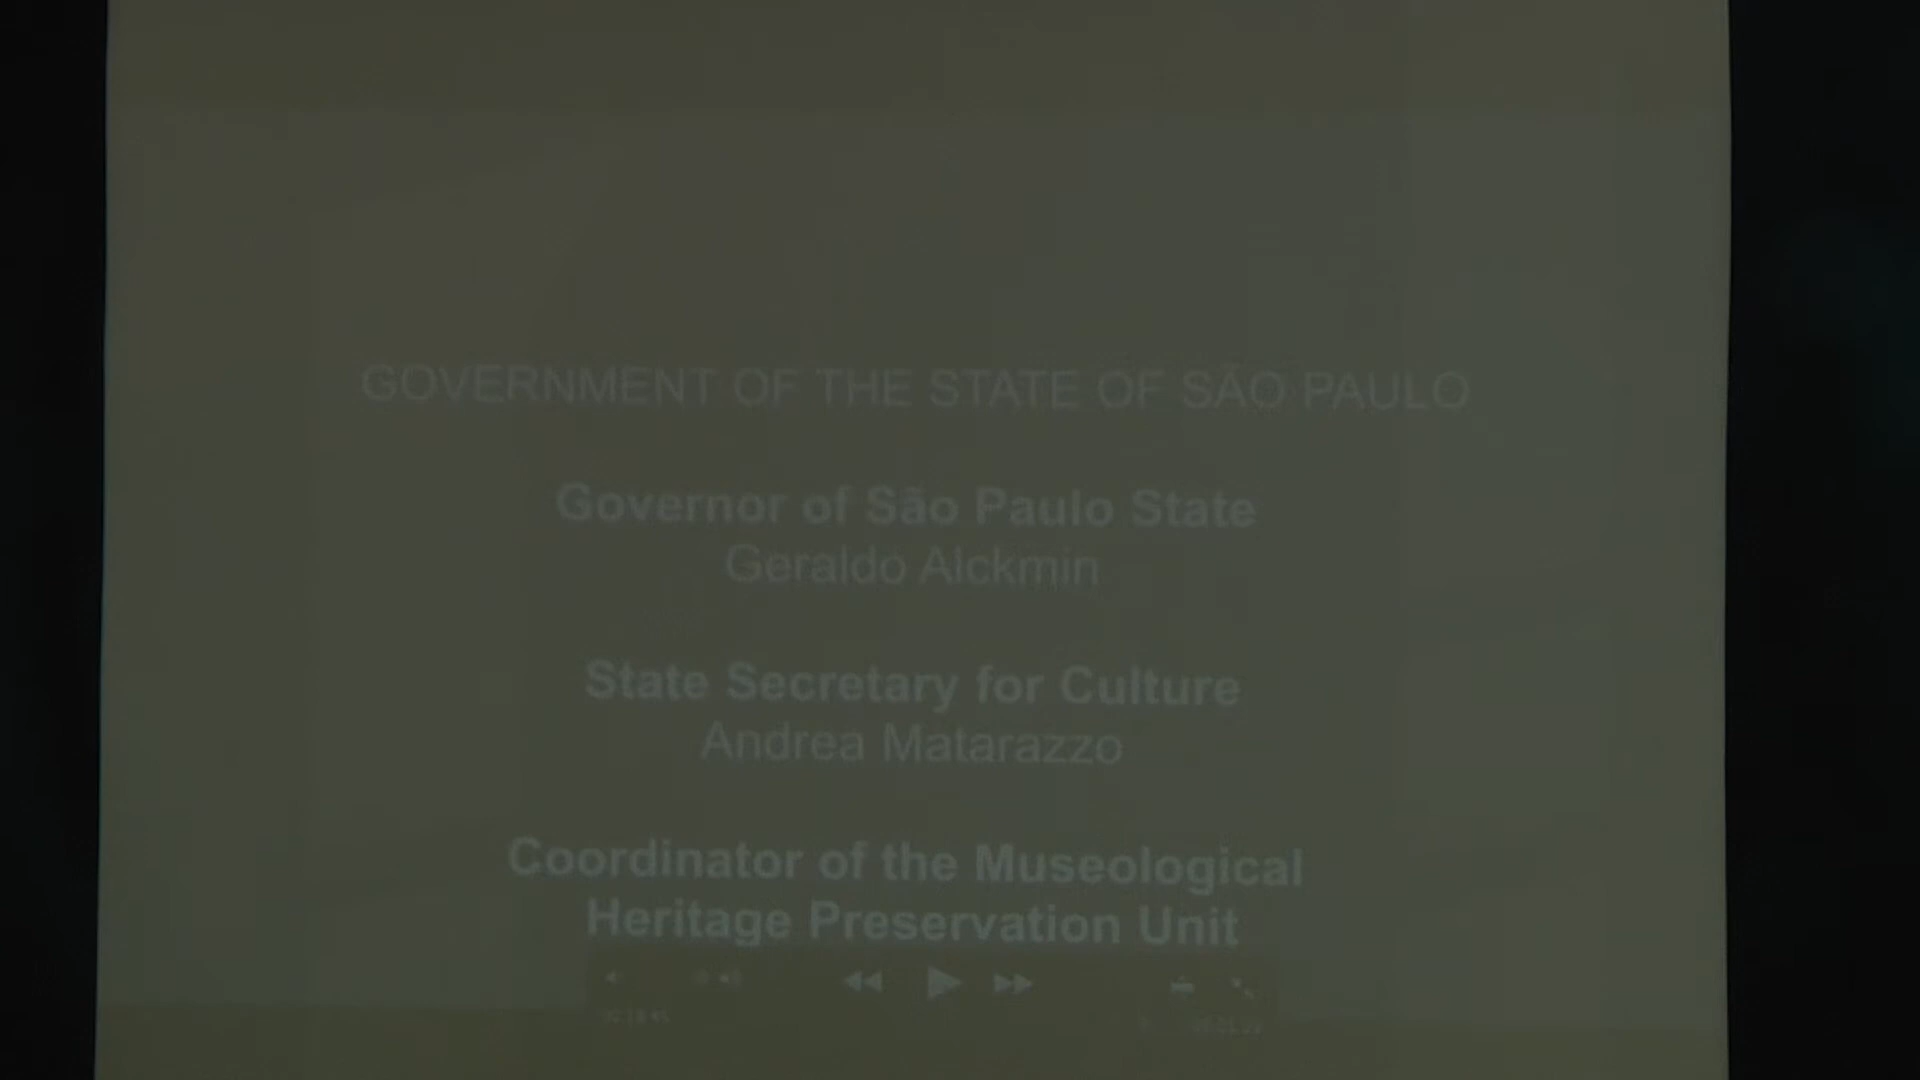 GOVERNMENT OF THE STATE OF SÃO PAULO
Governor of São Paulo State
Geraldo Alckmin
State Secretary for Culture
Andrea Matarazzo
Coordinator of the Museological
Heritage Preservation Unit